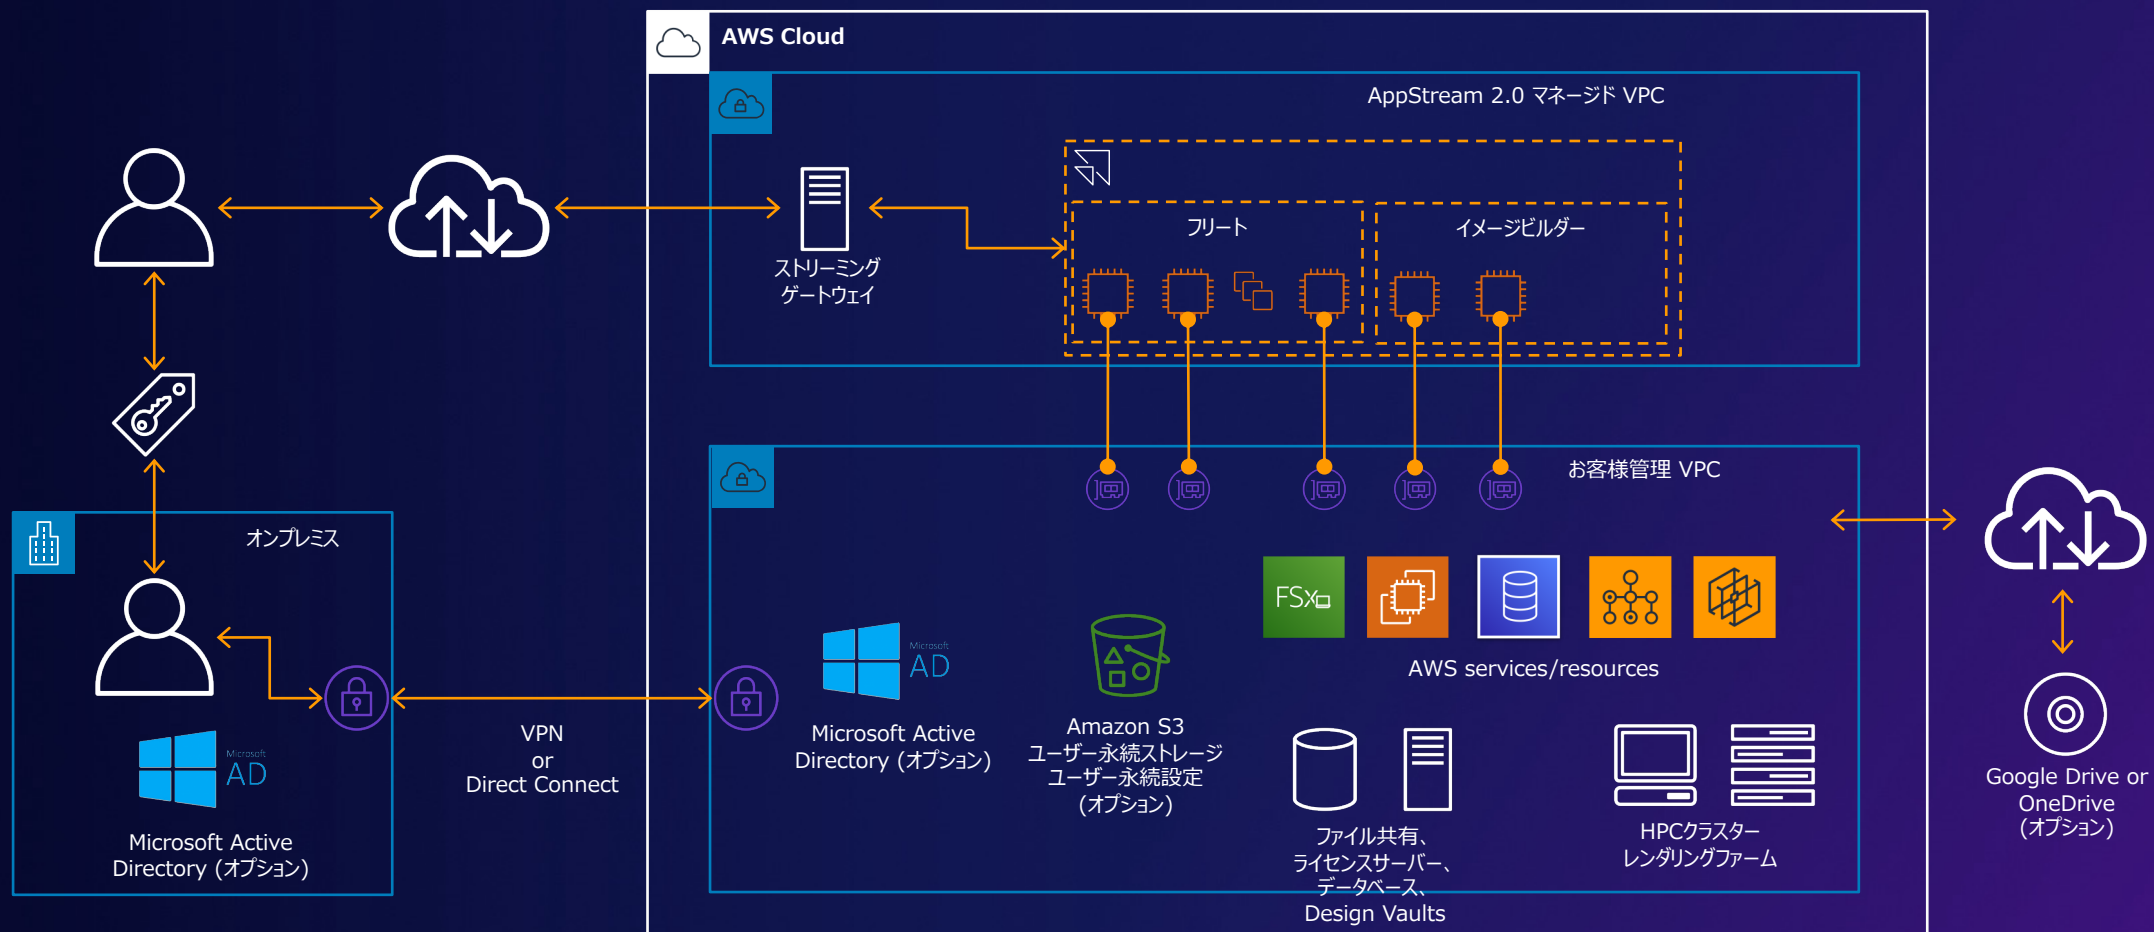 AWS Cloud
AppStream 2.0 マネージド VPC
フリート
イメージビルダー
ストリーミング
ゲートウェイ
お客様管理 VPC
オンプレミス
FSx
AWS services/resources
Microsoft
AD
Microsoft Active
Directory (オプション)
Amazon S3
ユーザー永続ストレージ
ユーザー永続設定
(オプション)
VPN
or
Direct Connect
Microsoft
AD
Microsoft Active
Directory (オプション)
ファイル共有、
ライセンスサーバー、
データベース、
Design Vaults
HPCクラスター
レンダリングファーム
Google Drive or
OneDrive
(オプション)